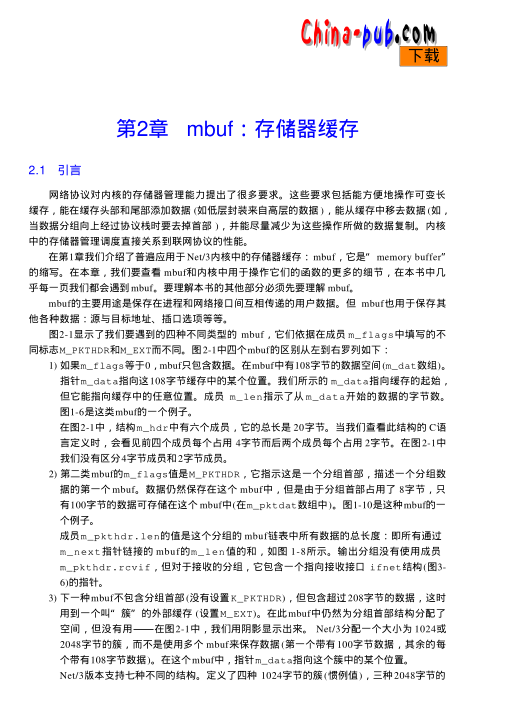 China-pub.com
下载
第2章 mbuf：存储器缓存
2.1 引言
网络协议对内核的存储器管理能力提出了很多要求。这些要求包括能方便地操作可变长
缓存，能在缓存头部和尾部添加数据(如低层封装来自高层的数据)，能从缓存中移去数据(如，
当数据分组向上经过协议栈时要去掉首部)，并能尽量减少为这些操作所做的数据复制。内核
中的存储器管理调度直接关系到联网协议的性能。
在第1章我们介绍了普遍应用于Net/3内核中的存储器缓存：mbuf，它是“memory buffer”
的缩写。在本章，我们要查看mbuf和内核中用于操作它们的函数的更多的细节，在本书中几
乎每一页我们都会遇到mbuf。要理解本书的其他部分必须先要理解mbuf。
mbuf的主要用途是保存在进程和网络接口间互相传递的用户数据。但mbuf也用于保存其
他各种数据：源与目标地址、插口选项等等。
图2-1显示了我们要遇到的四种不同类型的mbuf，它们依据在成员m_flags中填写的不
同标志M_PKTHDR和M_EXT而不同。图2-1中四个mbuf的区别从左到右罗列如下：
1) 如果m_flags等于0，mbuf只包含数据。在mbuf中有108字节的数据空间(m_dat数组)。
指针m_data指向这108字节缓存中的某个位置。我们所示的m_data指向缓存的起始，
但它能指向缓存中的任意位置。成员m_len指示了从m_data开始的数据的字节数。
图1-6是这类mbuf的一个例子。
在图2-1中，结构m_hdr中有六个成员，它的总长是20字节。当我们查看此结构的C语
言定义时，会看见前四个成员每个占用4字节而后两个成员每个占用2字节。在图2-1中
我们没有区分4字节成员和2字节成员。
2) 第二类mbuf的m_flags值是M_PKTHDR，它指示这是一个分组首部，描述一个分组数
据的第一个mbuf。数据仍然保存在这个mbuf中，但是由于分组首部占用了8字节，只
有100字节的数据可存储在这个mbuf中(在m_pktdat数组中)。图1-10是这种mbuf的一
个例子。
成员m_pkthdr.len的值是这个分组的mbuf链表中所有数据的总长度：即所有通过
m_next指针链接的mbuf的m_len值的和，如图1-8所示。输出分组没有使用成员
m_pkthdr.rcvif，但对于接收的分组，它包含一个指向接收接口ifnet结构(图3-
6)的指针。
3) 下一种mbuf不包含分组首部(没有设置K_PKTHDR)，但包含超过208字节的数据，这时
用到一个叫“簇”的外部缓存(设置M_EXT)。在此mbuf中仍然为分组首部结构分配了
空间，但没有用——在图2-1中，我们用阴影显示出来。Net/3分配一个大小为1024或
2048字节的簇，而不是使用多个mbuf来保存数据(第一个带有100字节数据，其余的每
个带有108字节数据)。在这个mbuf中，指针m_data指向这个簇中的某个位置。
Net/3版本支持七种不同的结构。定义了四种1024字节的簇(惯例值)，三种2048字节的